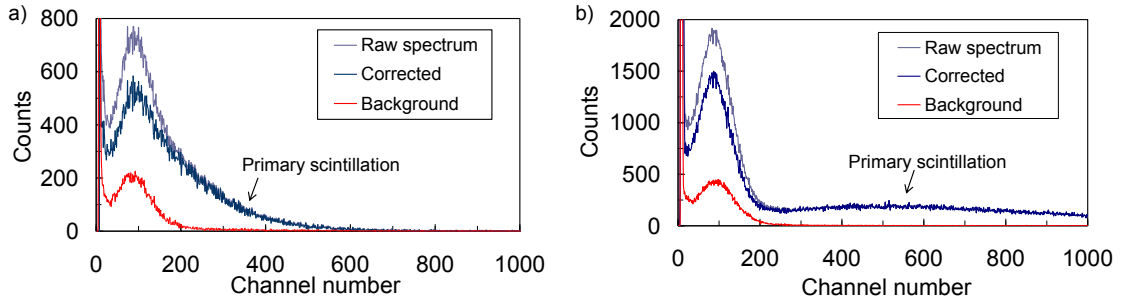 a)
800
600
400
200
0
Counts
Raw spectrum
Corrected
Background
Primary scintillation
0 200 400 600 800 1000
Channel number
b)
2000
1500
1000
500
0
Counts
Raw spectrum
Corrected
Background
Primary scintillation
0 200 400 600 800 1000
Channel number